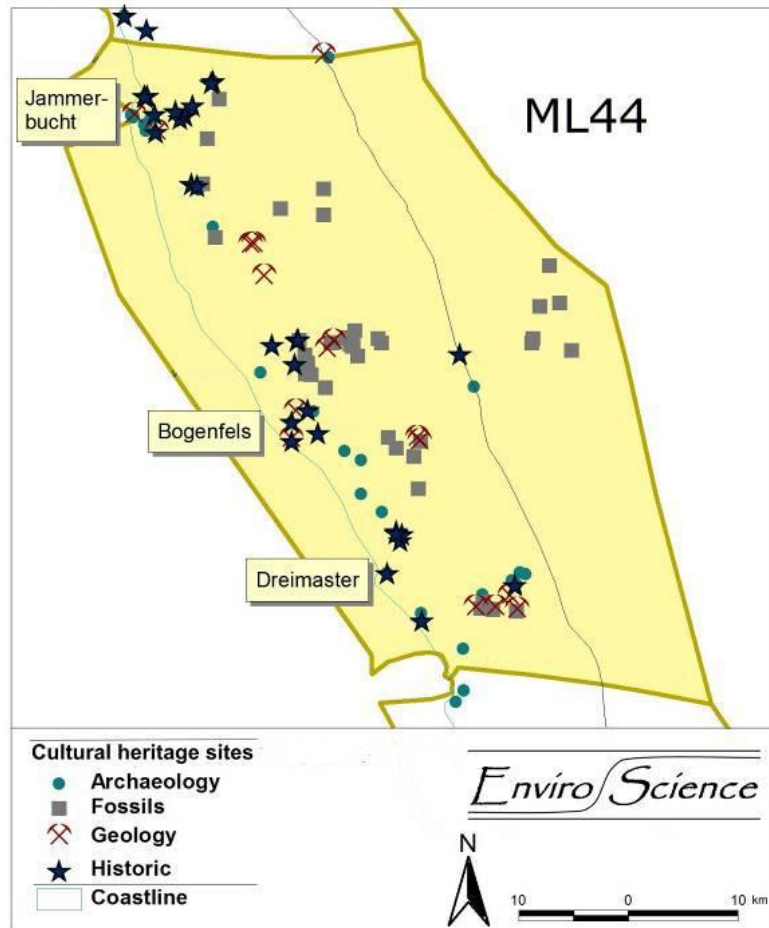 Jammer-
bucht
ML44
Bogenfels
Dreimaster
Cultural heritage sites
Archaeology
Fossils
Geology
Historic
Coastline
Enviro Science
N
10 0 10 km